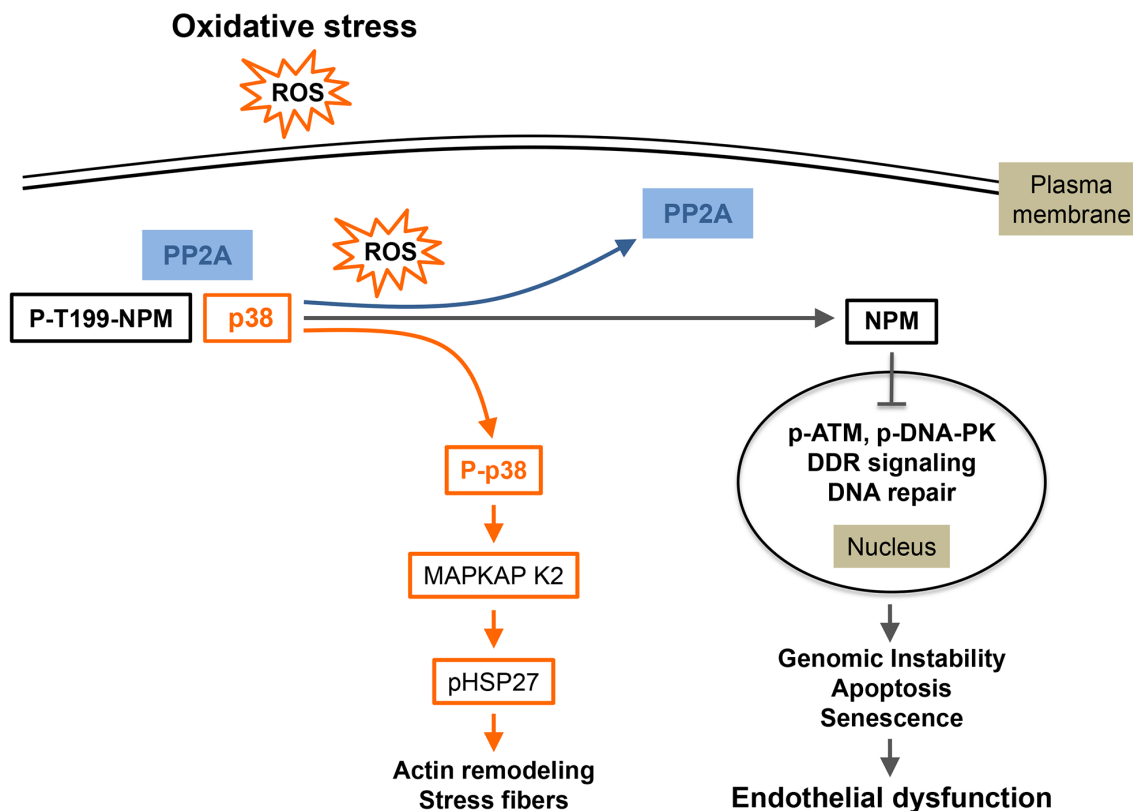 Oxidative stress
ROS
Plasma
membrane
PP2A
ROS
PP2A
P-T199-NPM
p38
NPM
p-ATM, p-DNA-PK
DDR signaling
DNA repair
Nucleus
P-p38
MAPKAP K2
pHSP27
Actin remodeling
Stress fibers
Genomic Instability
Apoptosis
Senescence
Endothelial dysfunction